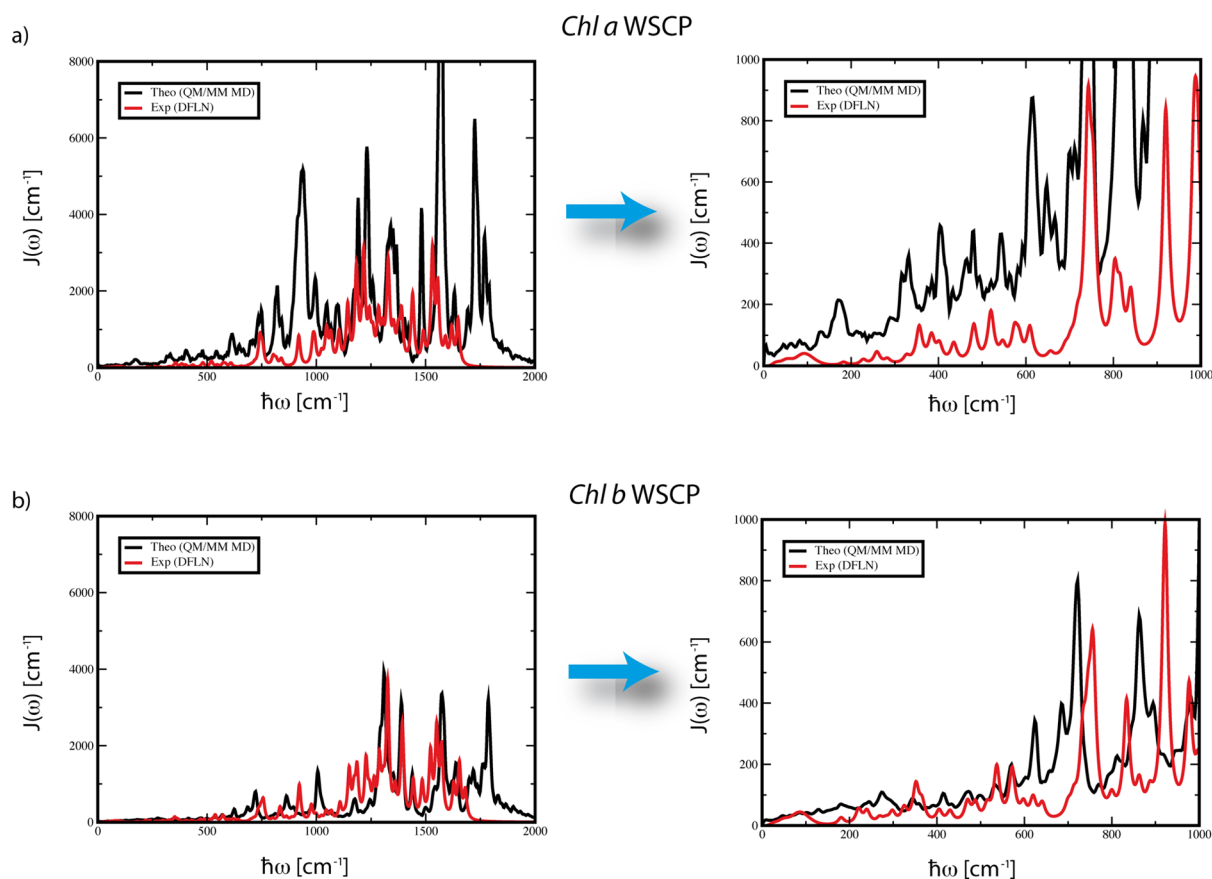 a)
Chl a WSCP
8000
6000
4000
2000
0
Theo (QM/MM MD)
Exp (DFLN)
J(ω) [cm⁻¹]
0 500 1000 1500 2000
ħω [cm⁻¹]
1000
800
600
400
200
0
Theo (QM/MM MD)
Exp (DFLN)
J(ω) [cm⁻¹]
0 200 400 600 800 1000
ħω [cm⁻¹]
b)
Chl b WSCP
8000
6000
4000
2000
0
Theo (QM/MM MD)
Exp (DFLN)
J(ω) [cm⁻¹]
0 500 1000 1500 2000
ħω [cm⁻¹]
1000
800
600
400
200
0
Theo (QM/MM MD)
Exp (DFLN)
J(ω) [cm⁻¹]
0 200 400 600 800 1000
ħω [cm⁻¹]